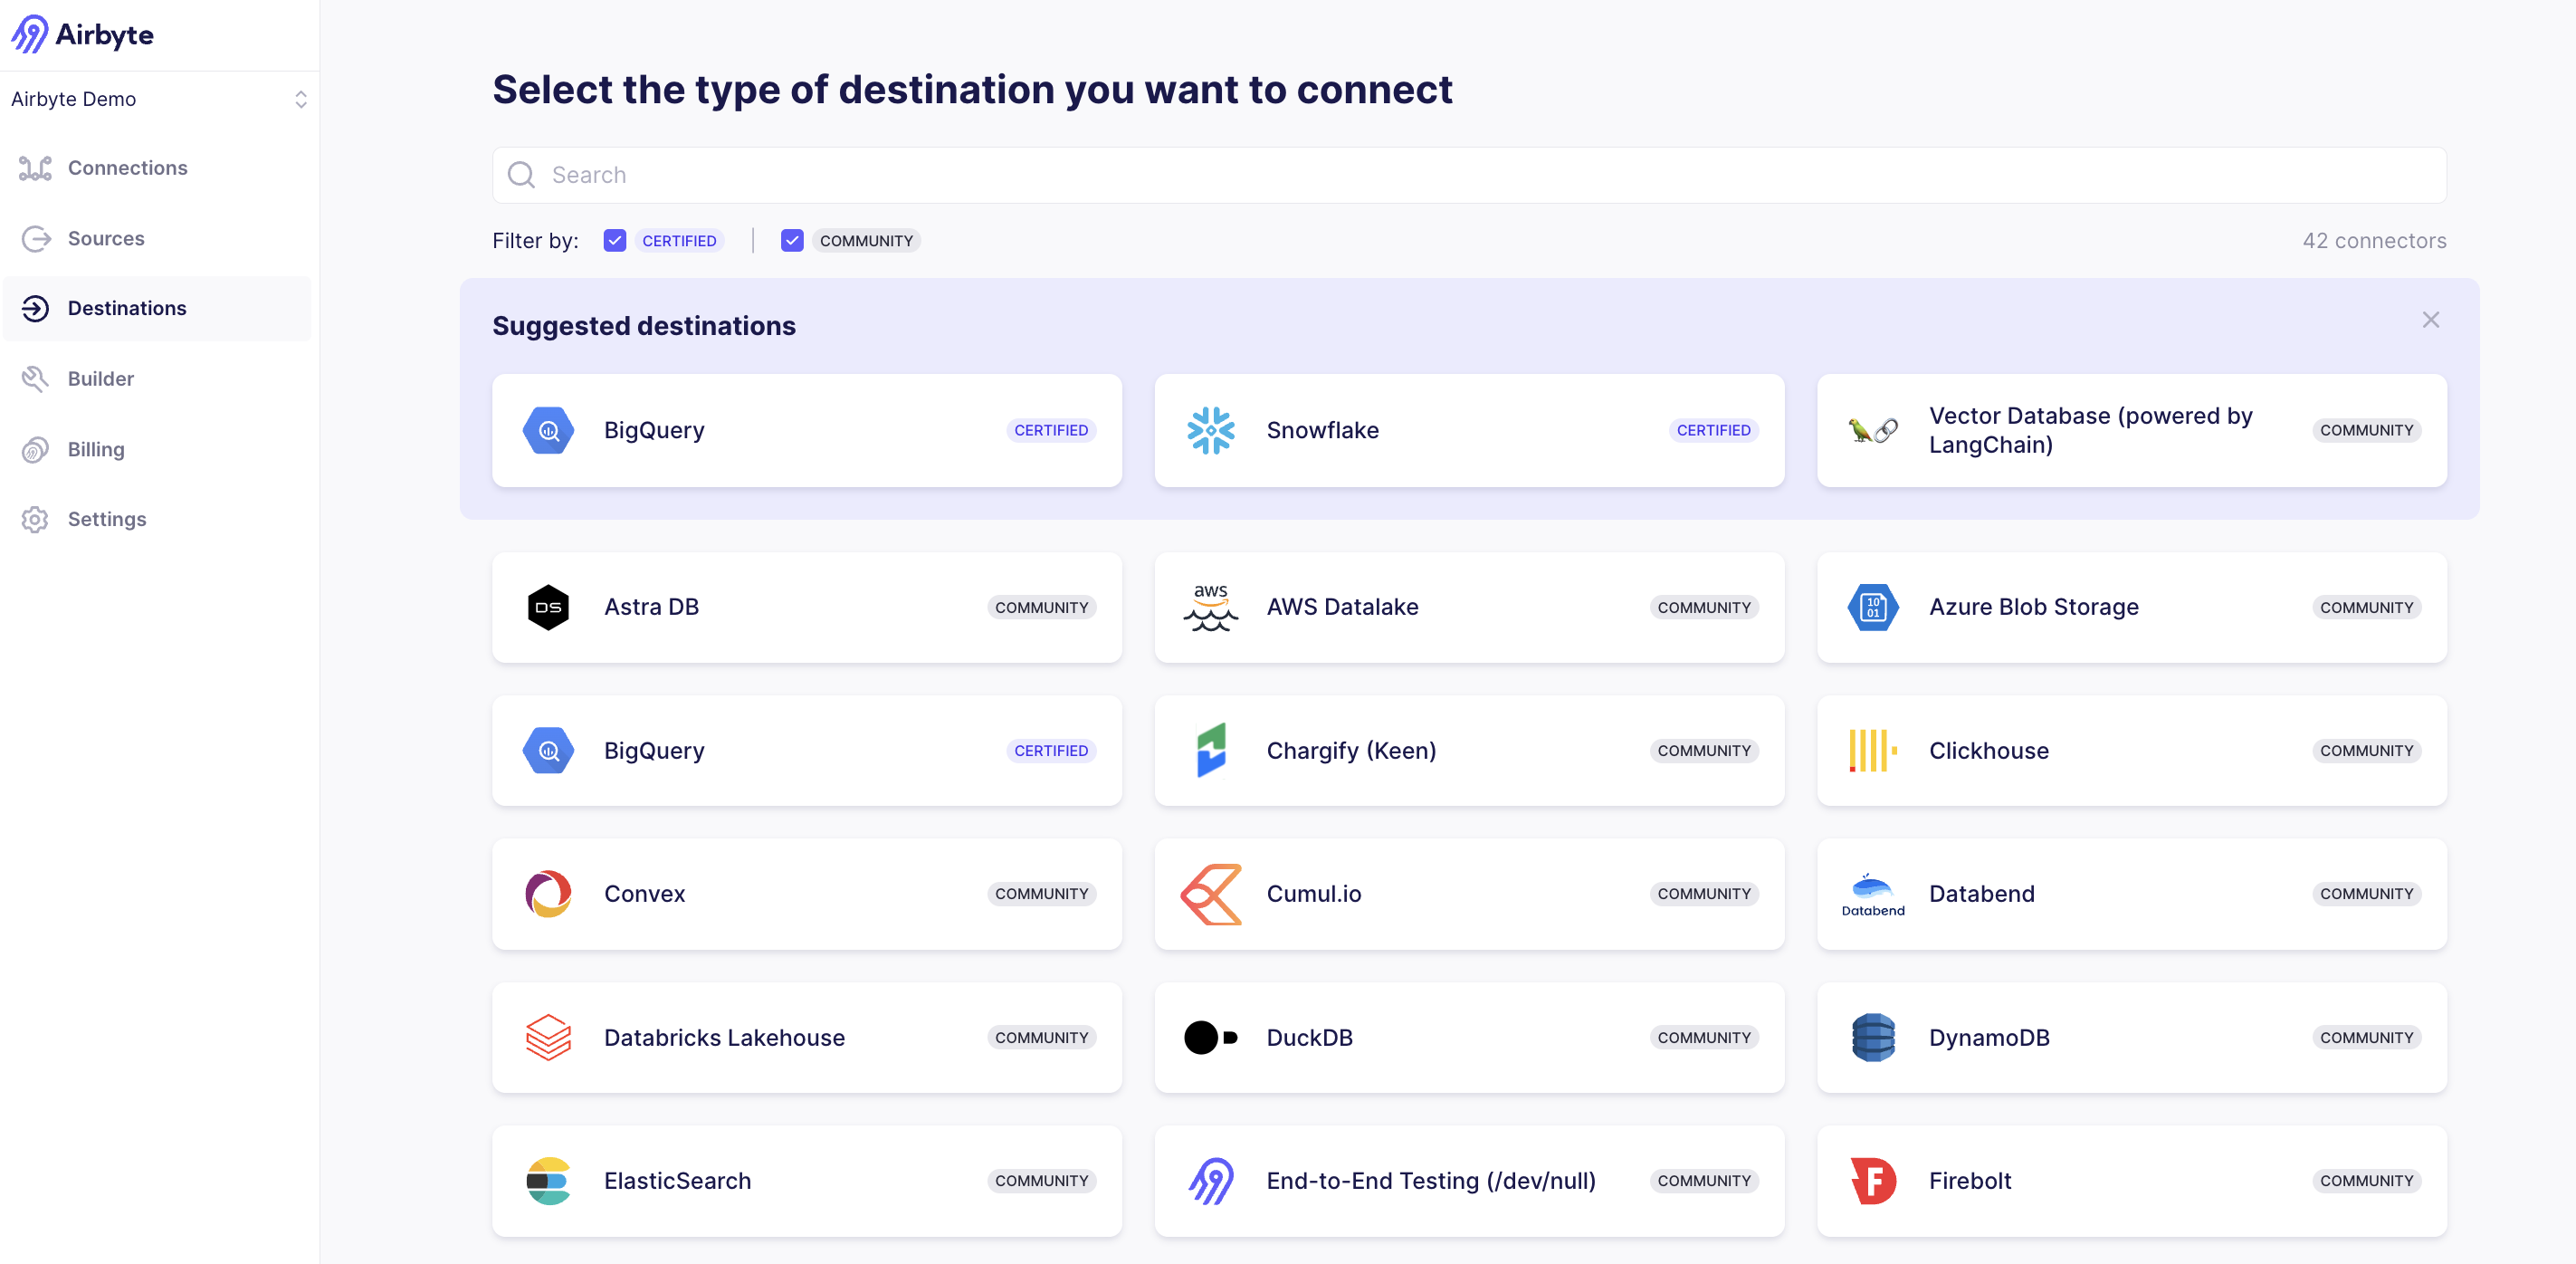 Airbyte
Airbyte Demo
Connections
Sources
Destinations
Builder
Billing
Settings
Select the type of destination you want to connect
Search
Filter by: CERTIFIED | COMMUNITY 42 connectors
Suggested destinations
BigQuery CERTIFIED
Snowflake CERTIFIED
Vector Database (powered by
LangChain) COMMUNITY
DS Astra DB COMMUNITY
aws AWS Datalake COMMUNITY
10
01
Azure Blob Storage COMMUNITY
BigQuery CERTIFIED
Chargify (Keen) COMMUNITY
Clickhouse COMMUNITY
Convex COMMUNITY
Cumul.io COMMUNITY
Databend Databend COMMUNITY
Databricks Lakehouse COMMUNITY
DuckDB COMMUNITY
DynamoDB COMMUNITY
ElasticSearch COMMUNITY
End-to-End Testing (/dev/null) COMMUNITY
F Firebolt COMMUNITY